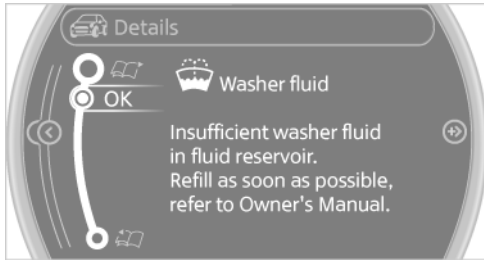 Details
OK
Washer fluid
Insufficient washer fluid
in fluid reservoir.
Refill as soon as possible,
refer to Owner's Manual.